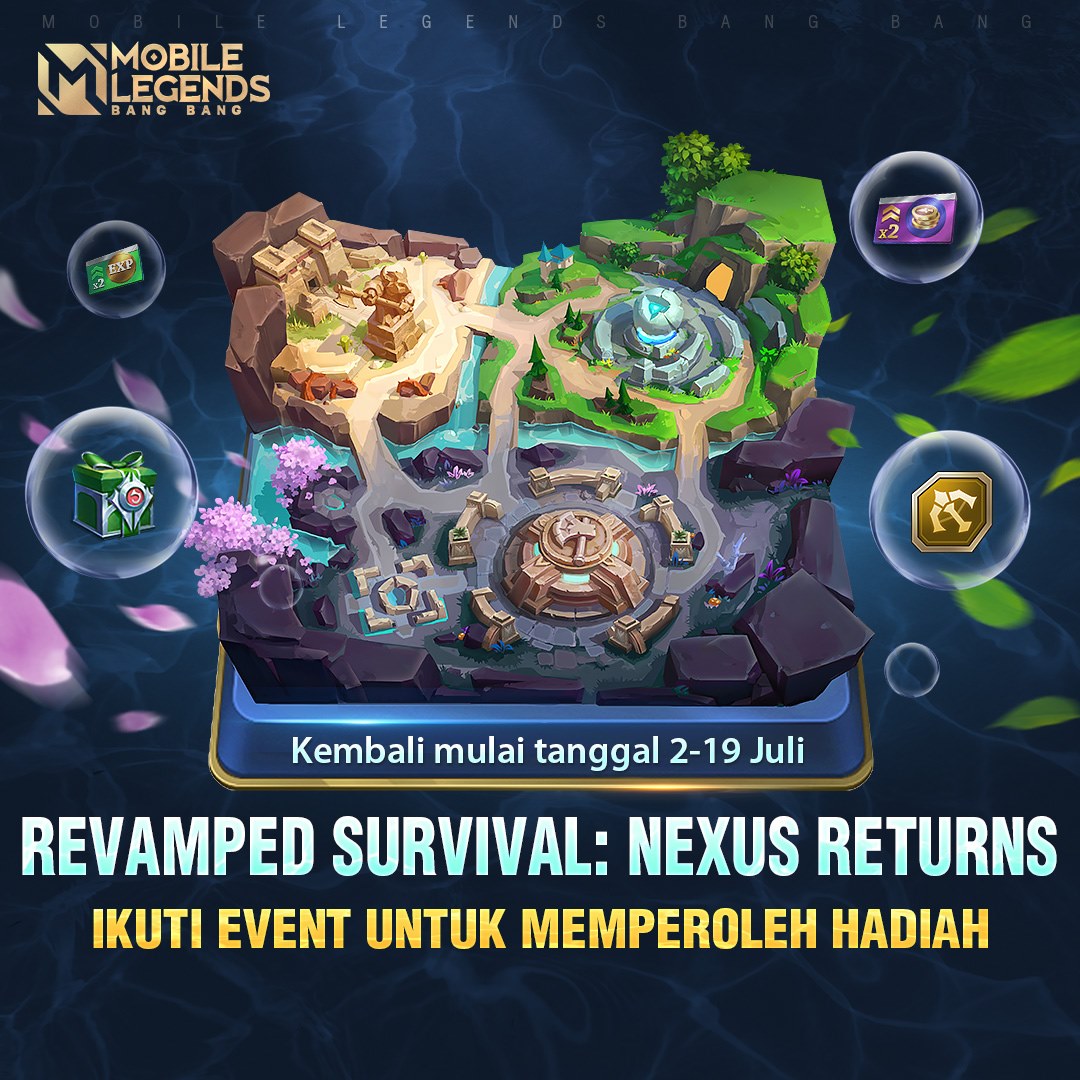 MOBILE LEGENDS BANG BANG
MOBILE
LEGENDS
BANG BANG
x2
EXP
x2
Kembali mulai tanggal 2-19 Juli
REVAMPED SURVIVAL: NEXUS RETURNS
IKUTI EVENT UNTUK MEMPEROLEH HADIAH